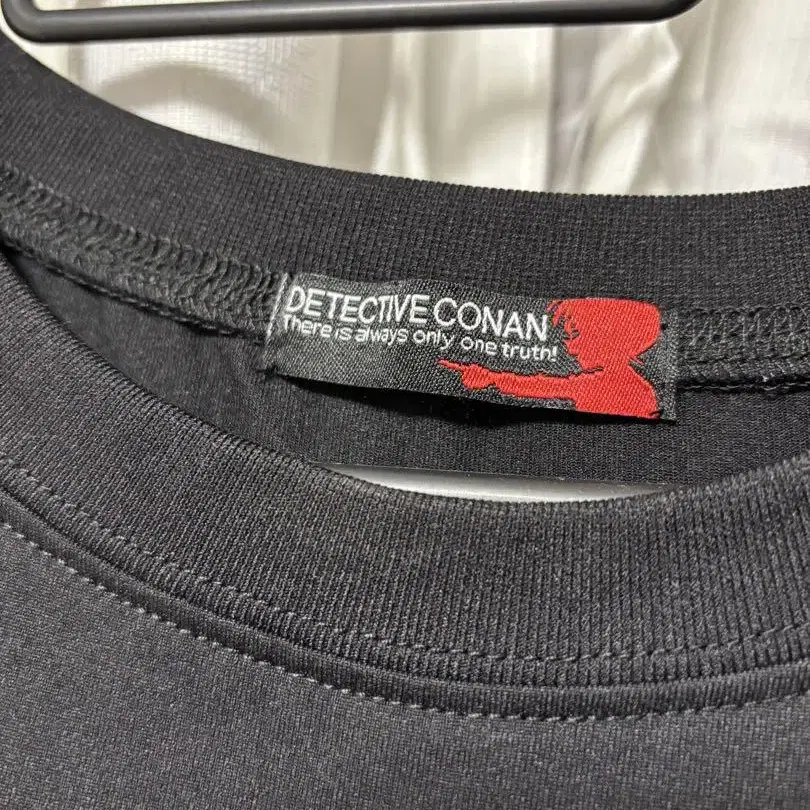 DETECTIVE CONAN
There is always only one truth!